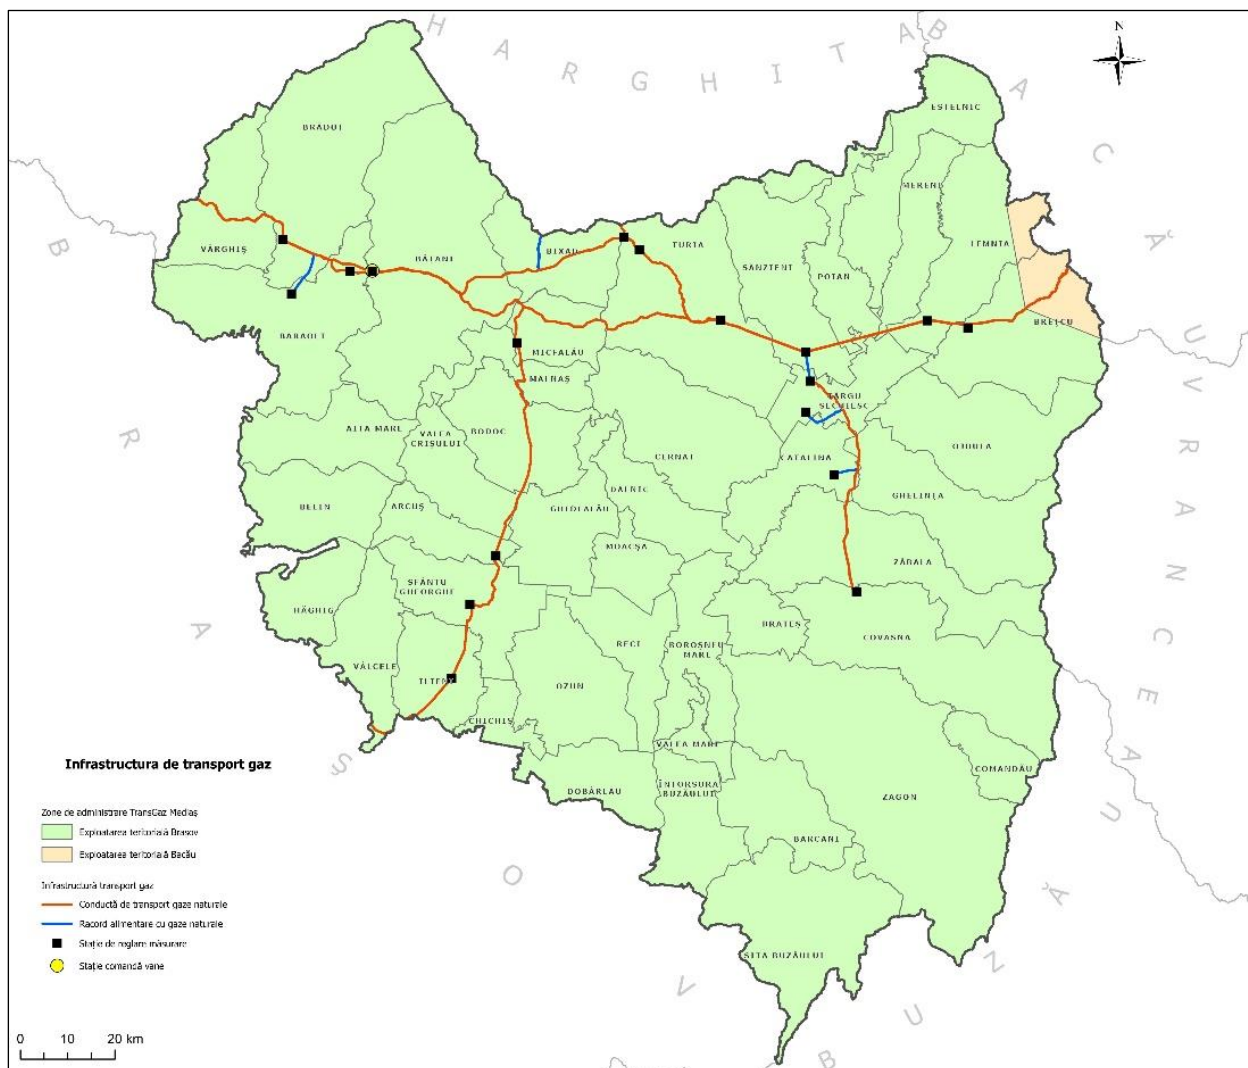 HARGHITA
BACĂU
N
ESTELNIC
BRĂDUȚ
MERENI
LEMNIA
VÂRGHIȘ
BĂȚANI
BIXAD
TURIA
SÂNZIENI
POIAN
BREȚCU
BARAOLT
MICFALĂU
MALNAȘ
TÂRGU
SECUIESC
AITA MARE
VALEA
CRIȘULUI
BODOC
CERNAT
CATALINA
OJDULA
DALNIC
GHELINȚA
BELIN
ARCUȘ
GHIDFALĂU
MOACȘA
ZĂBALA
SFÂNTU
GHEORGHE
HĂGHIG
BRATEȘ
COVASNA
RECI
BOROȘNEU
MARE
VÂLCELE
ILIENI
OZUN
CHICHIȘ
VALEA MARE
COMANDĂU
ÎNTORSURA
BUZĂULUI
DOBÂRLĂU
ZAGON
BARCANI
SITA BUZĂULUI
BRAȘOV
VRANCEA
BUZĂU
Infrastructura de transport gaz
Zone de administrare TransGaz Mediaș
Exploatarea teritorială Brasov
Exploatarea teritorială Bacău
Infrastructură transport gaz
Conductă de transport gaze naturale
Racord alimentare cu gaze naturale
Stație de reglare măsurare
Stație comandă vane
0 10 20 km